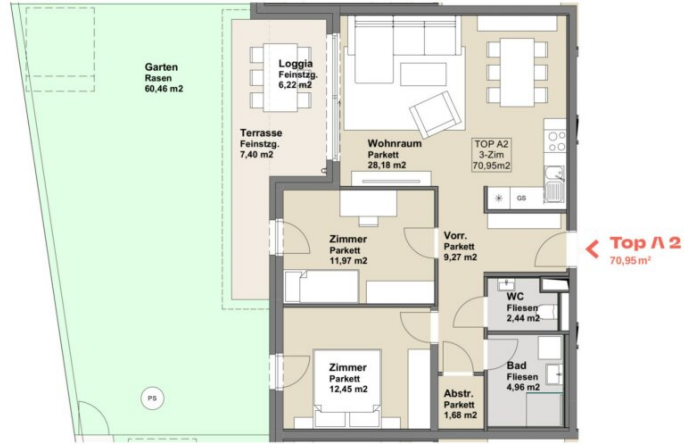 Garten
Rasen
60,46 m2
Loggia
Feinstzg.
6,22 m2
Terrasse
Feinstzg.
7,40 m2
Wohnraum
Parkett
28,18 m2
TOP A2
3-Zim
70,95m2
GS
Zimmer
Parkett
11,97 m2
Vorr.
Parkett
9,27 m2
Top A 2
70,95 m²
WC
Fliesen
2,44 m2
Zimmer
Parkett
12,45 m2
Abstr.
Parkett
1,68 m2
Bad
Fliesen
4,96 m2
PS